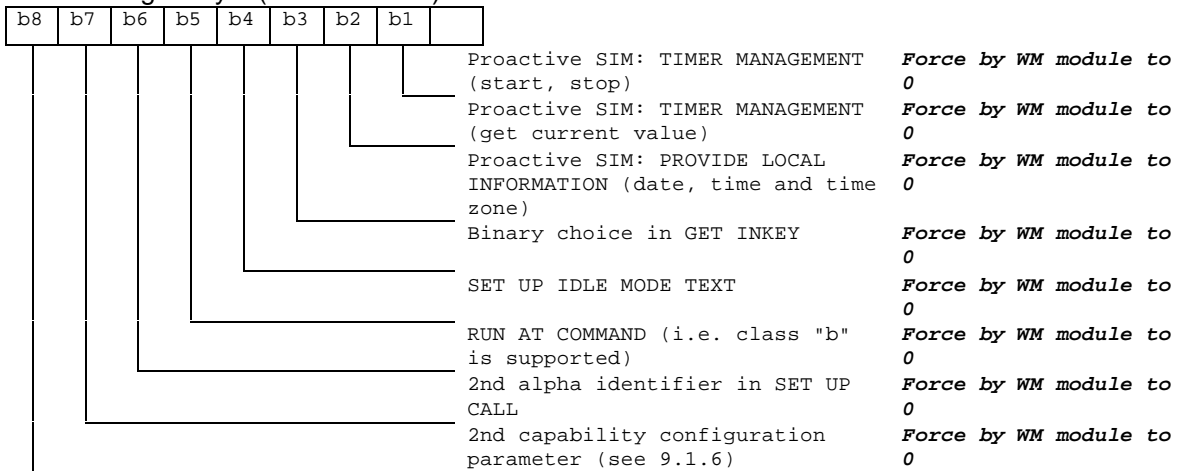 b8 b7 b6 b5 b4 b3 b2 b1
Proactive SIM: TIMER MANAGEMENT Force by WM module to
(start, stop) 0
Proactive SIM: TIMER MANAGEMENT Force by WM module to
(get current value) 0
Proactive SIM: PROVIDE LOCAL Force by WM module to
INFORMATION (date, time and time 0
zone)
Binary choice in GET INKEY Force by WM module to
0
SET UP IDLE MODE TEXT Force by WM module to
0
RUN AT COMMAND (i.e. class "b" Force by WM module to
is supported) 0
2nd alpha identifier in SET UP Force by WM module to
CALL 0
2nd capability configuration Force by WM module to
parameter (see 9.1.6) 0